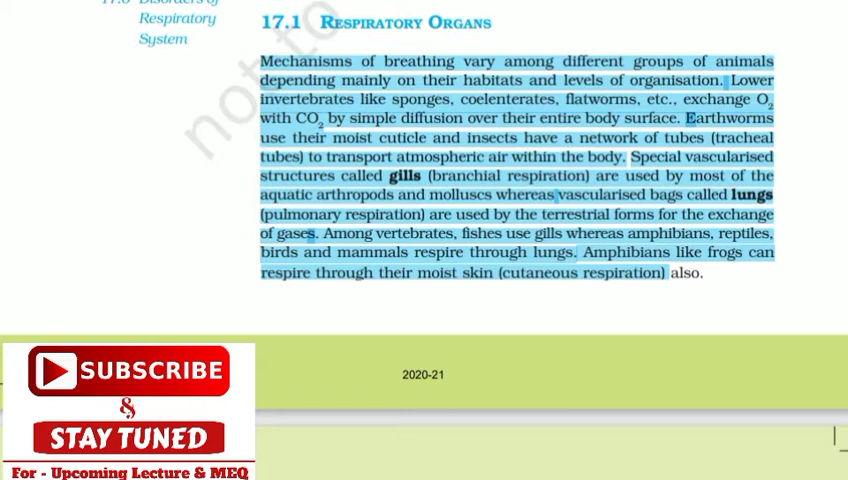 17.6 Disorders of
Respiratory
System
17.1 RESPIRATORY ORGANS
Mechanisms of breathing vary among different groups of animals
depending mainly on their habitats and levels of organisation. Lower
invertebrates like sponges, coelenterates, flatworms, etc., exchange O2
with CO2 by simple diffusion over their entire body surface. Earthworms
use their moist cuticle and insects have a network of tubes (tracheal
tubes) to transport atmospheric air within the body. Special vascularised
structures called gills (branchial respiration) are used by most of the
aquatic arthropods and molluscs whereas vascularised bags called lungs
(pulmonary respiration) are used by the terrestrial forms for the exchange
of gases. Among vertebrates, fishes use gills whereas amphibians, reptiles,
birds and mammals respire through lungs. Amphibians like frogs can
respire through their moist skin (cutaneous respiration) also.
not to
2020-21
SUBSCRIBE
&
STAY TUNED
For - Upcoming Lecture & MEQ